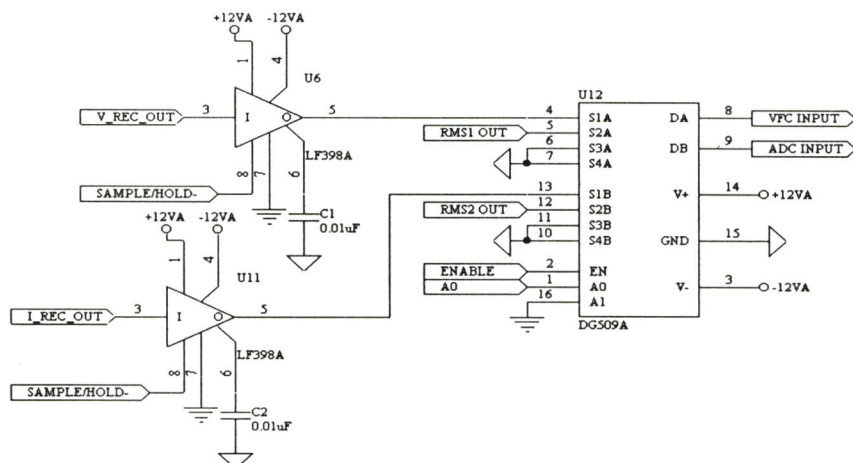 +12VA -12VA
1 4
U6
V_REC_OUT 3 I 5
LF398A
8 7 6
SAMPLE/HOLD-
C1
0.01uF
+12VA -12VA
1 4
U11
I_REC_OUT 3 I 5
LF398A
8 7 6
SAMPLE/HOLD-
C2
0.01uF
U12
4 S1A DA 8 VFC INPUT
RMS1 OUT 5 S2A
6 S3A DB 9 ADC INPUT
7 S4A
13 S1B V+ 14 +12VA
RMS2 OUT 12 S2B
11 S3B
10 S4B GND 15
ENABLE 2 EN
A0 1 A0 V- 3 -12VA
16 A1
DG509A